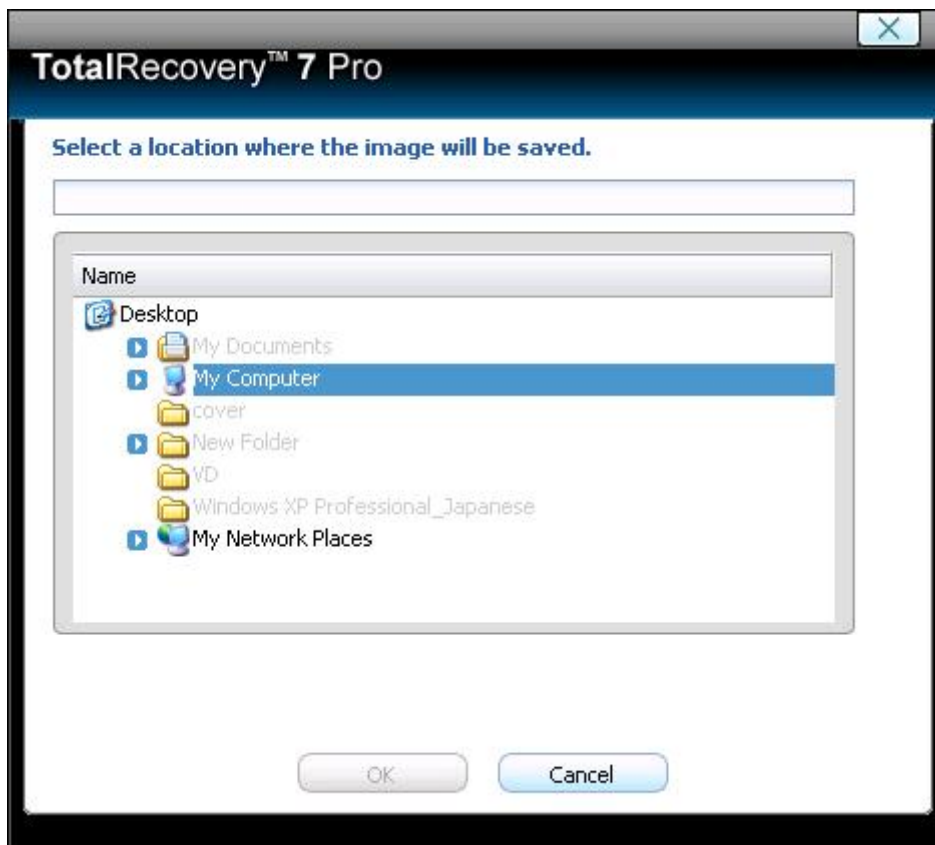 TotalRecovery™ 7 Pro
Select a location where the image will be saved.
Name
Desktop
My Documents
My Computer
cover
New Folder
VD
Windows XP Professional_Japanese
My Network Places
OK
Cancel